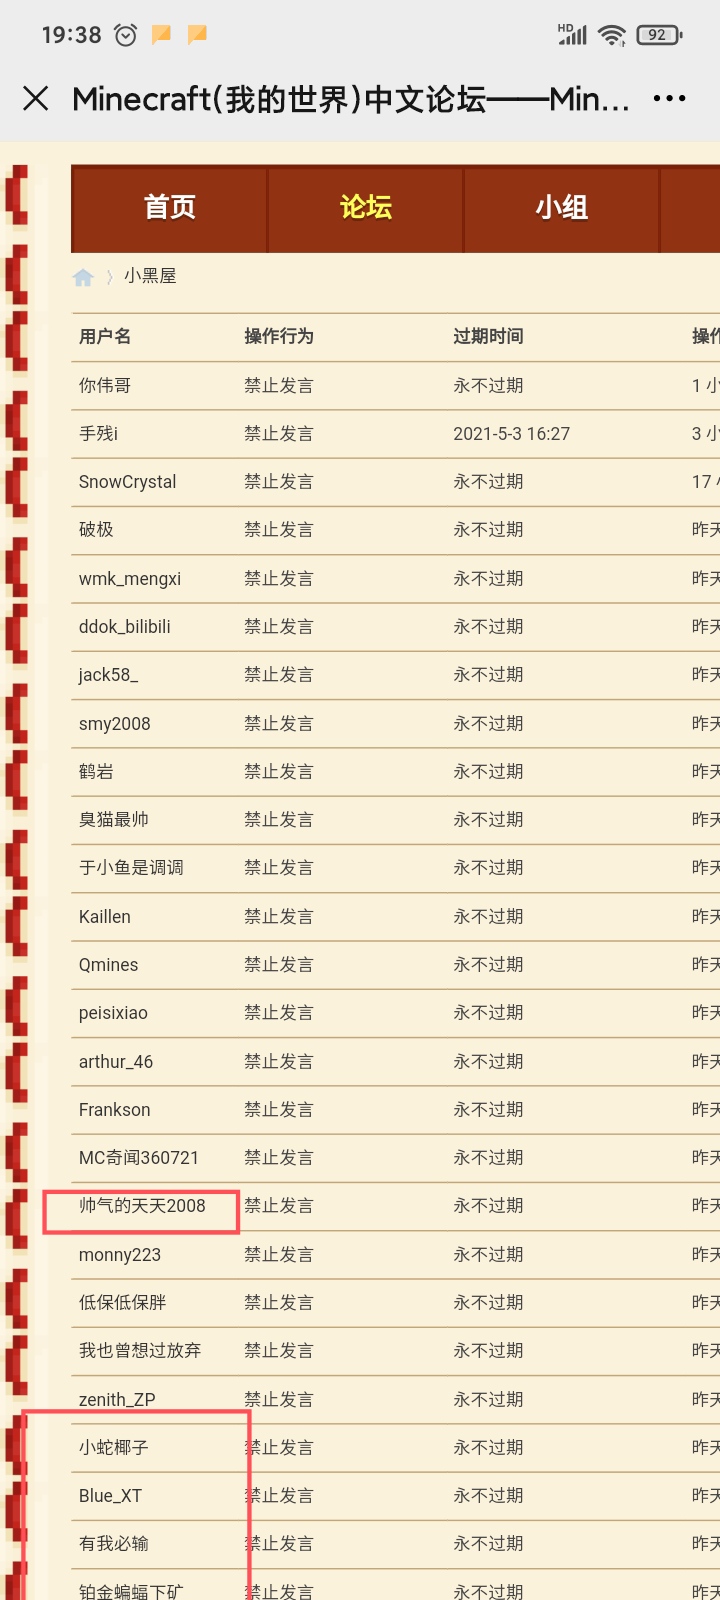 19:38 HD 92
Minecraft(我的世界)中文论坛——Min...
首页 论坛 小组
小黑屋
用户名 操作行为 过期时间 操作
你伟哥 禁止发言 永不过期 1 小
手残i 禁止发言 2021-5-3 16:27 3 小
SnowCrystal 禁止发言 永不过期 17
破极 禁止发言 永不过期 昨天
wmk_mengxi 禁止发言 永不过期 昨天
ddok_bilibili 禁止发言 永不过期 昨天
jack58_ 禁止发言 永不过期 昨天
smy2008 禁止发言 永不过期 昨天
鹤岩 禁止发言 永不过期 昨天
臭猫最帅 禁止发言 永不过期 昨天
于小鱼是调调 禁止发言 永不过期 昨天
Kaillen 禁止发言 永不过期 昨天
Qmines 禁止发言 永不过期 昨天
peisixiao 禁止发言 永不过期 昨天
arthur_46 禁止发言 永不过期 昨天
Frankson 禁止发言 永不过期 昨天
MC奇闻360721 禁止发言 永不过期 昨天
帅气的天天2008 禁止发言 永不过期 昨天
monny223 禁止发言 永不过期 昨天
低保低保胖 禁止发言 永不过期 昨天
我也曾想过放弃 禁止发言 永不过期 昨天
zenith_ZP 禁止发言 永不过期 昨天
小蛇椰子 禁止发言 永不过期 昨天
Blue_XT 禁止发言 永不过期 昨天
有我必输 禁止发言 永不过期 昨天
铂金蝙蝠下矿 禁止发言 永不过期 昨天